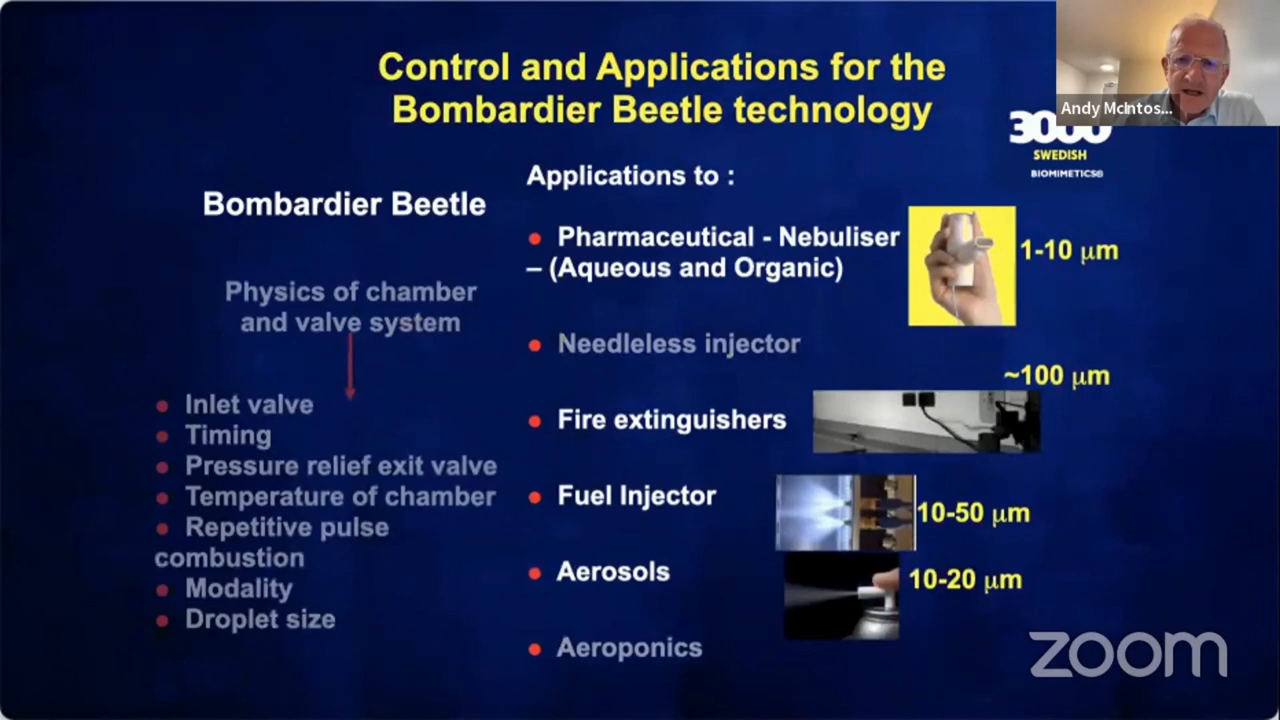 Control and Applications for the
Bombardier Beetle technology
Andy McIntos...
3000
SWEDISH
BIOMIMETICS®
Bombardier Beetle
Physics of chamber
and valve system
• Inlet valve
• Timing
• Pressure relief exit valve
• Temperature of chamber
• Repetitive pulse
combustion
• Modality
• Droplet size
Applications to :
• Pharmaceutical - Nebuliser
– (Aqueous and Organic)
1-10 μm
• Needleless injector
~100 μm
• Fire extinguishers
• Fuel Injector
10-50 μm
• Aerosols
10-20 μm
• Aeroponics
zoom